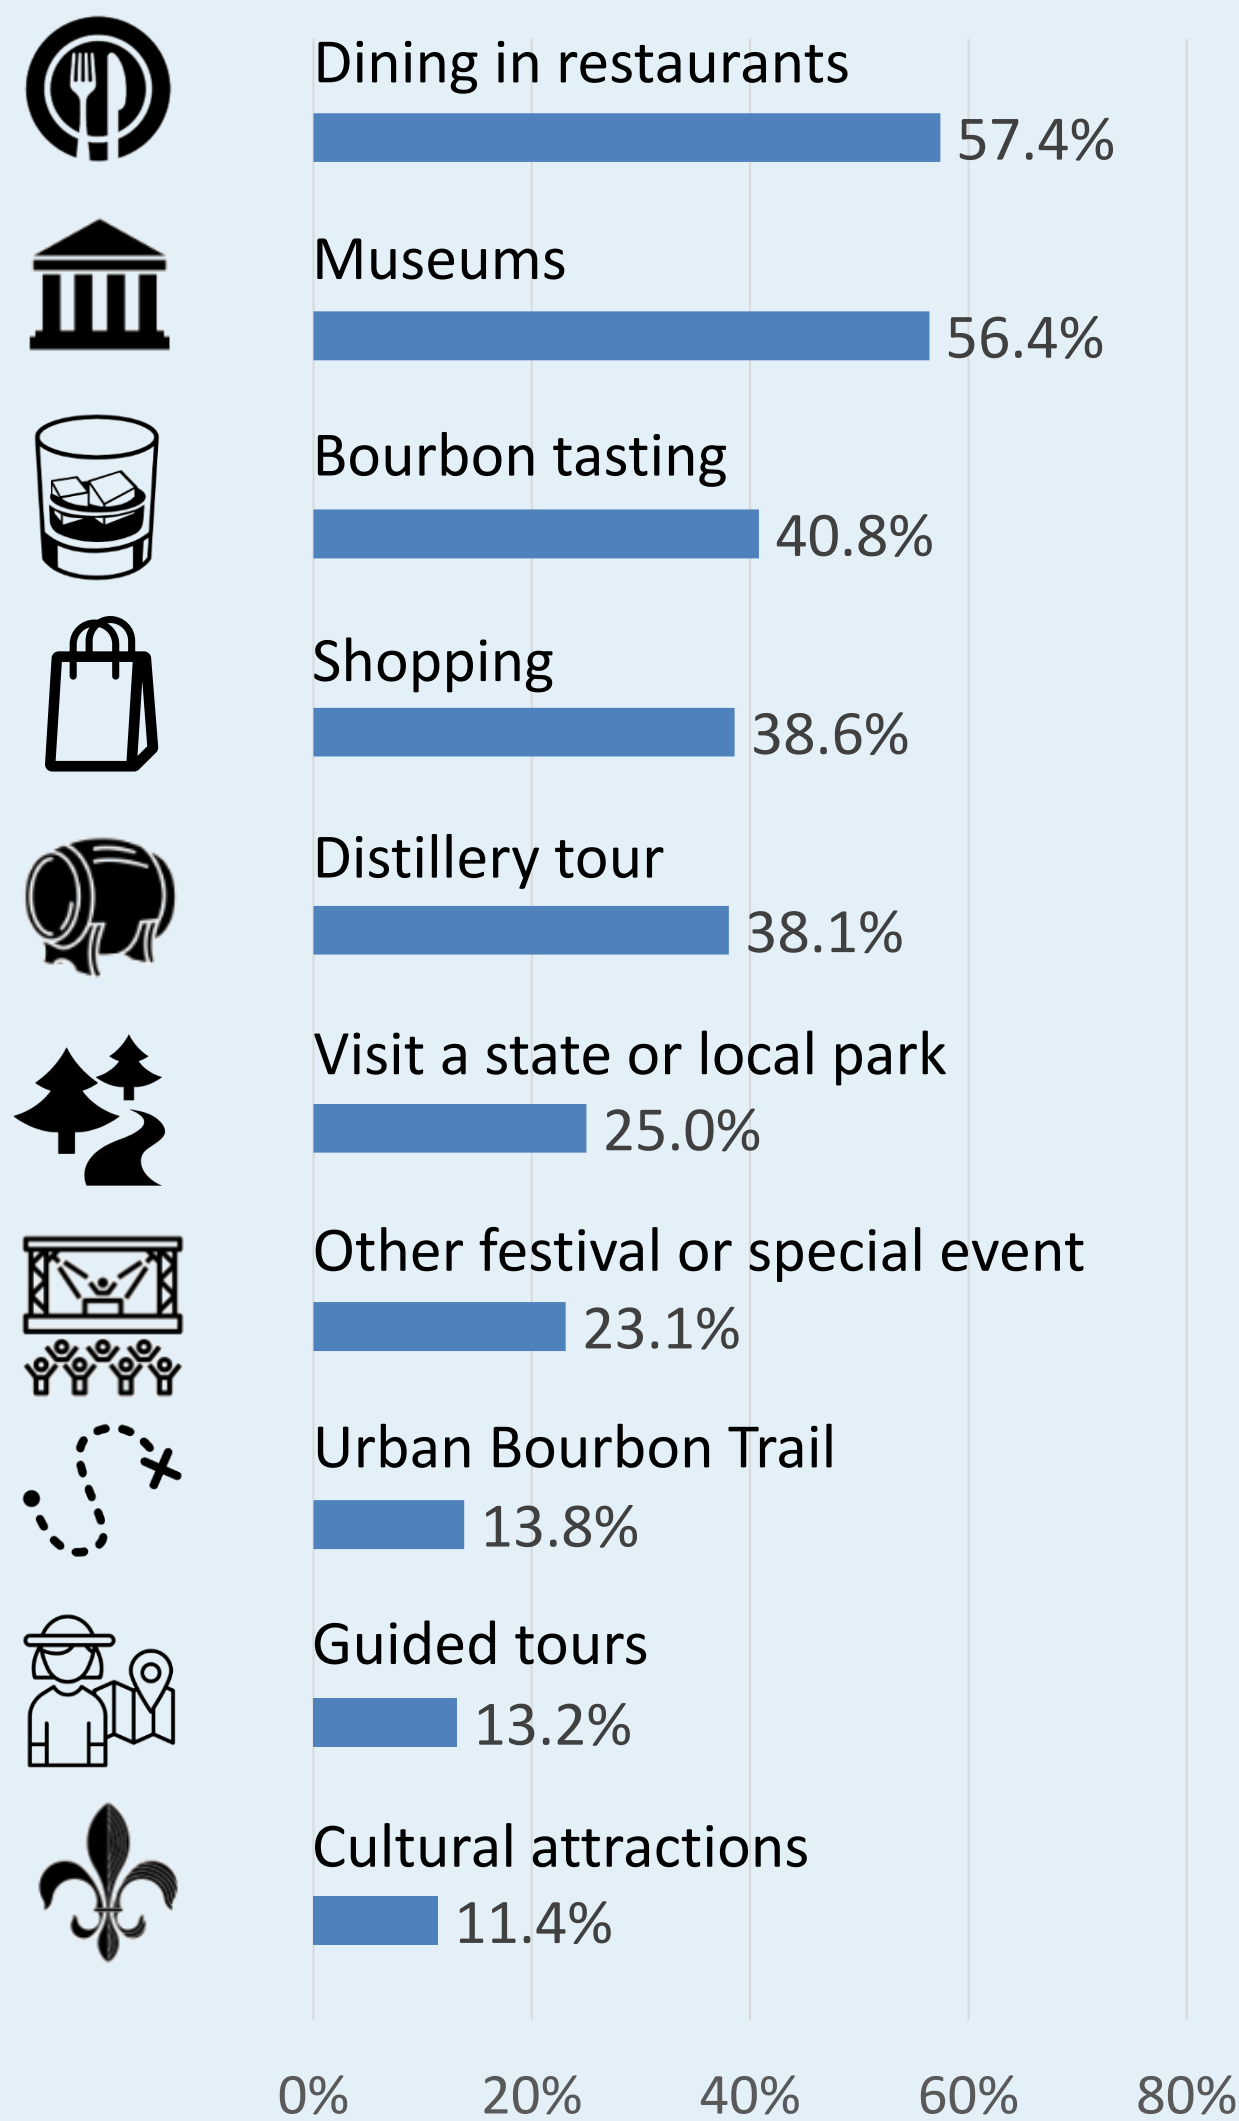 Dining in restaurants
57.4%
Museums
56.4%
Bourbon tasting
40.8%
Shopping
38.6%
Distillery tour
38.1%
Visit a state or local park
25.0%
Other festival or special event
23.1%
Urban Bourbon Trail
13.8%
Guided tours
13.2%
Cultural attractions
11.4%
0% 20% 40% 60% 80%